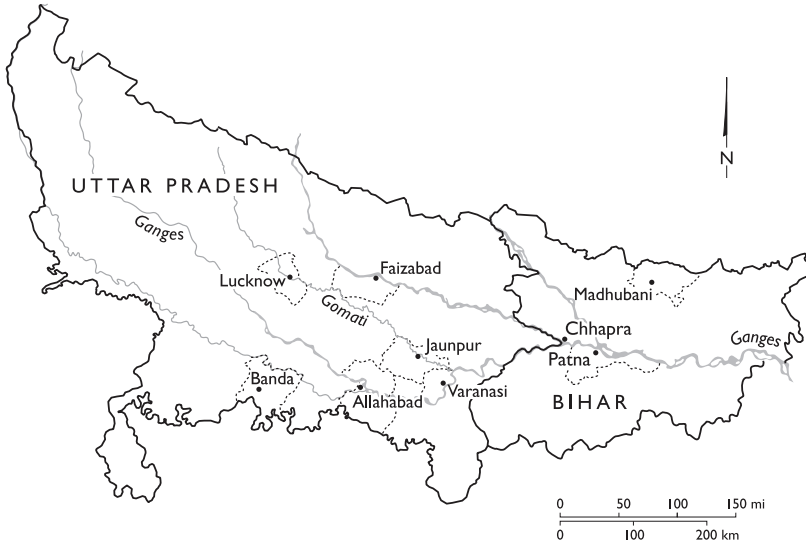 N
UTTAR PRADESH
Ganges
Lucknow
Faizabad
Madhubani
Gomati
Chhapra
Ganges
Jaunpur
Patna
Banda
Allahabad
Varanasi
BIHAR
0 50 100 150 mi
0 100 200 km